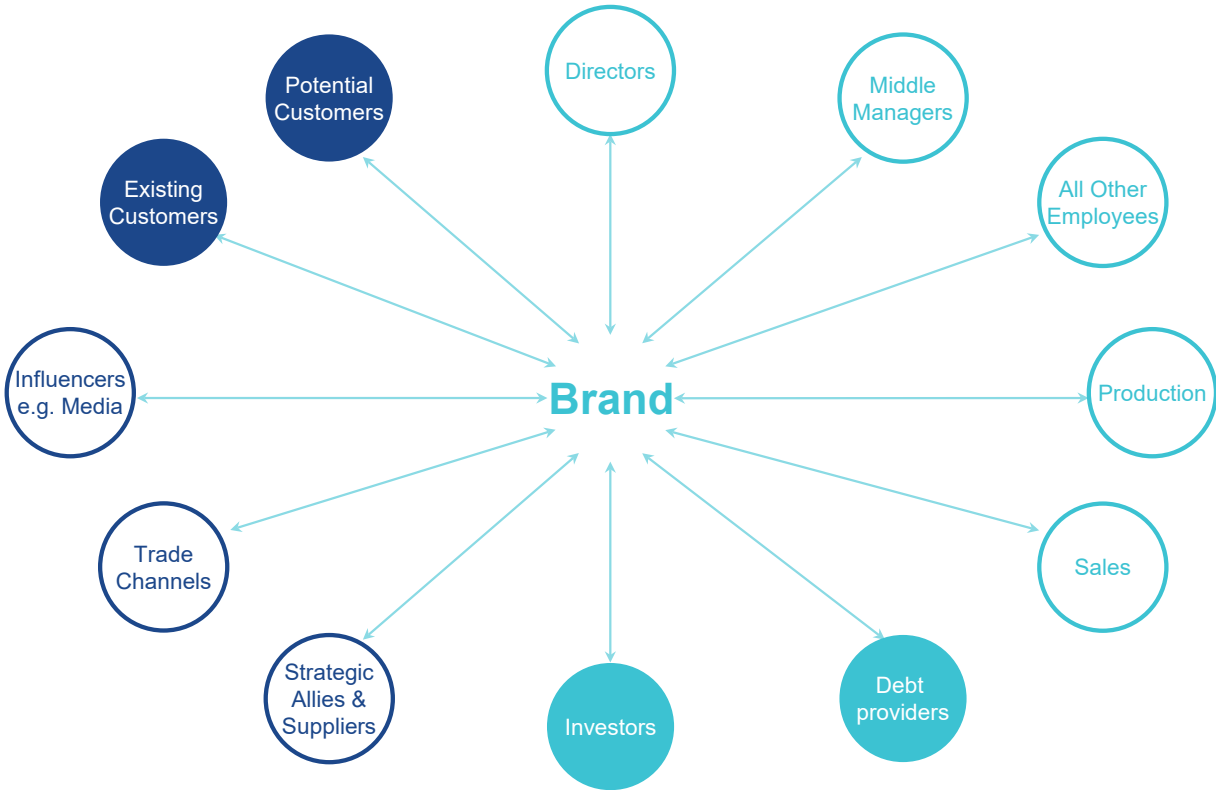 Directors
Potential
Customers
Middle
Managers
Existing
Customers
All Other
Employees
Influencers
e.g. Media
Brand
Production
Trade
Channels
Sales
Strategic
Allies &
Suppliers
Investors
Debt
providers